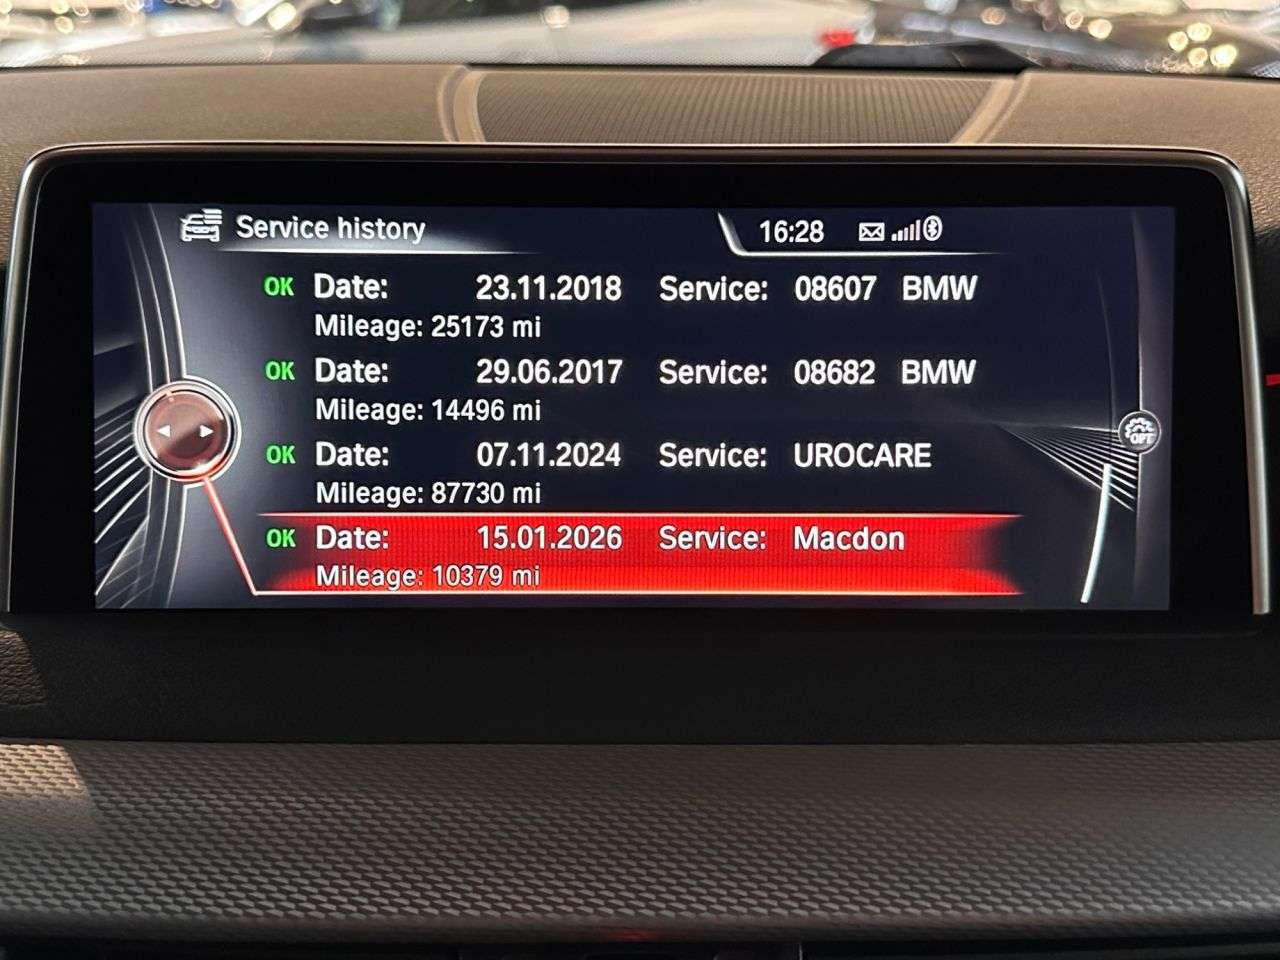 Service history 16:28
OK Date: 23.11.2018 Service: 08607 BMW
Mileage: 25173 mi
OK Date: 29.06.2017 Service: 08682 BMW
Mileage: 14496 mi
OK Date: 07.11.2024 Service: UROCARE
Mileage: 87730 mi
OK Date: 15.01.2026 Service: Macdon
Mileage: 10379 mi
OPT